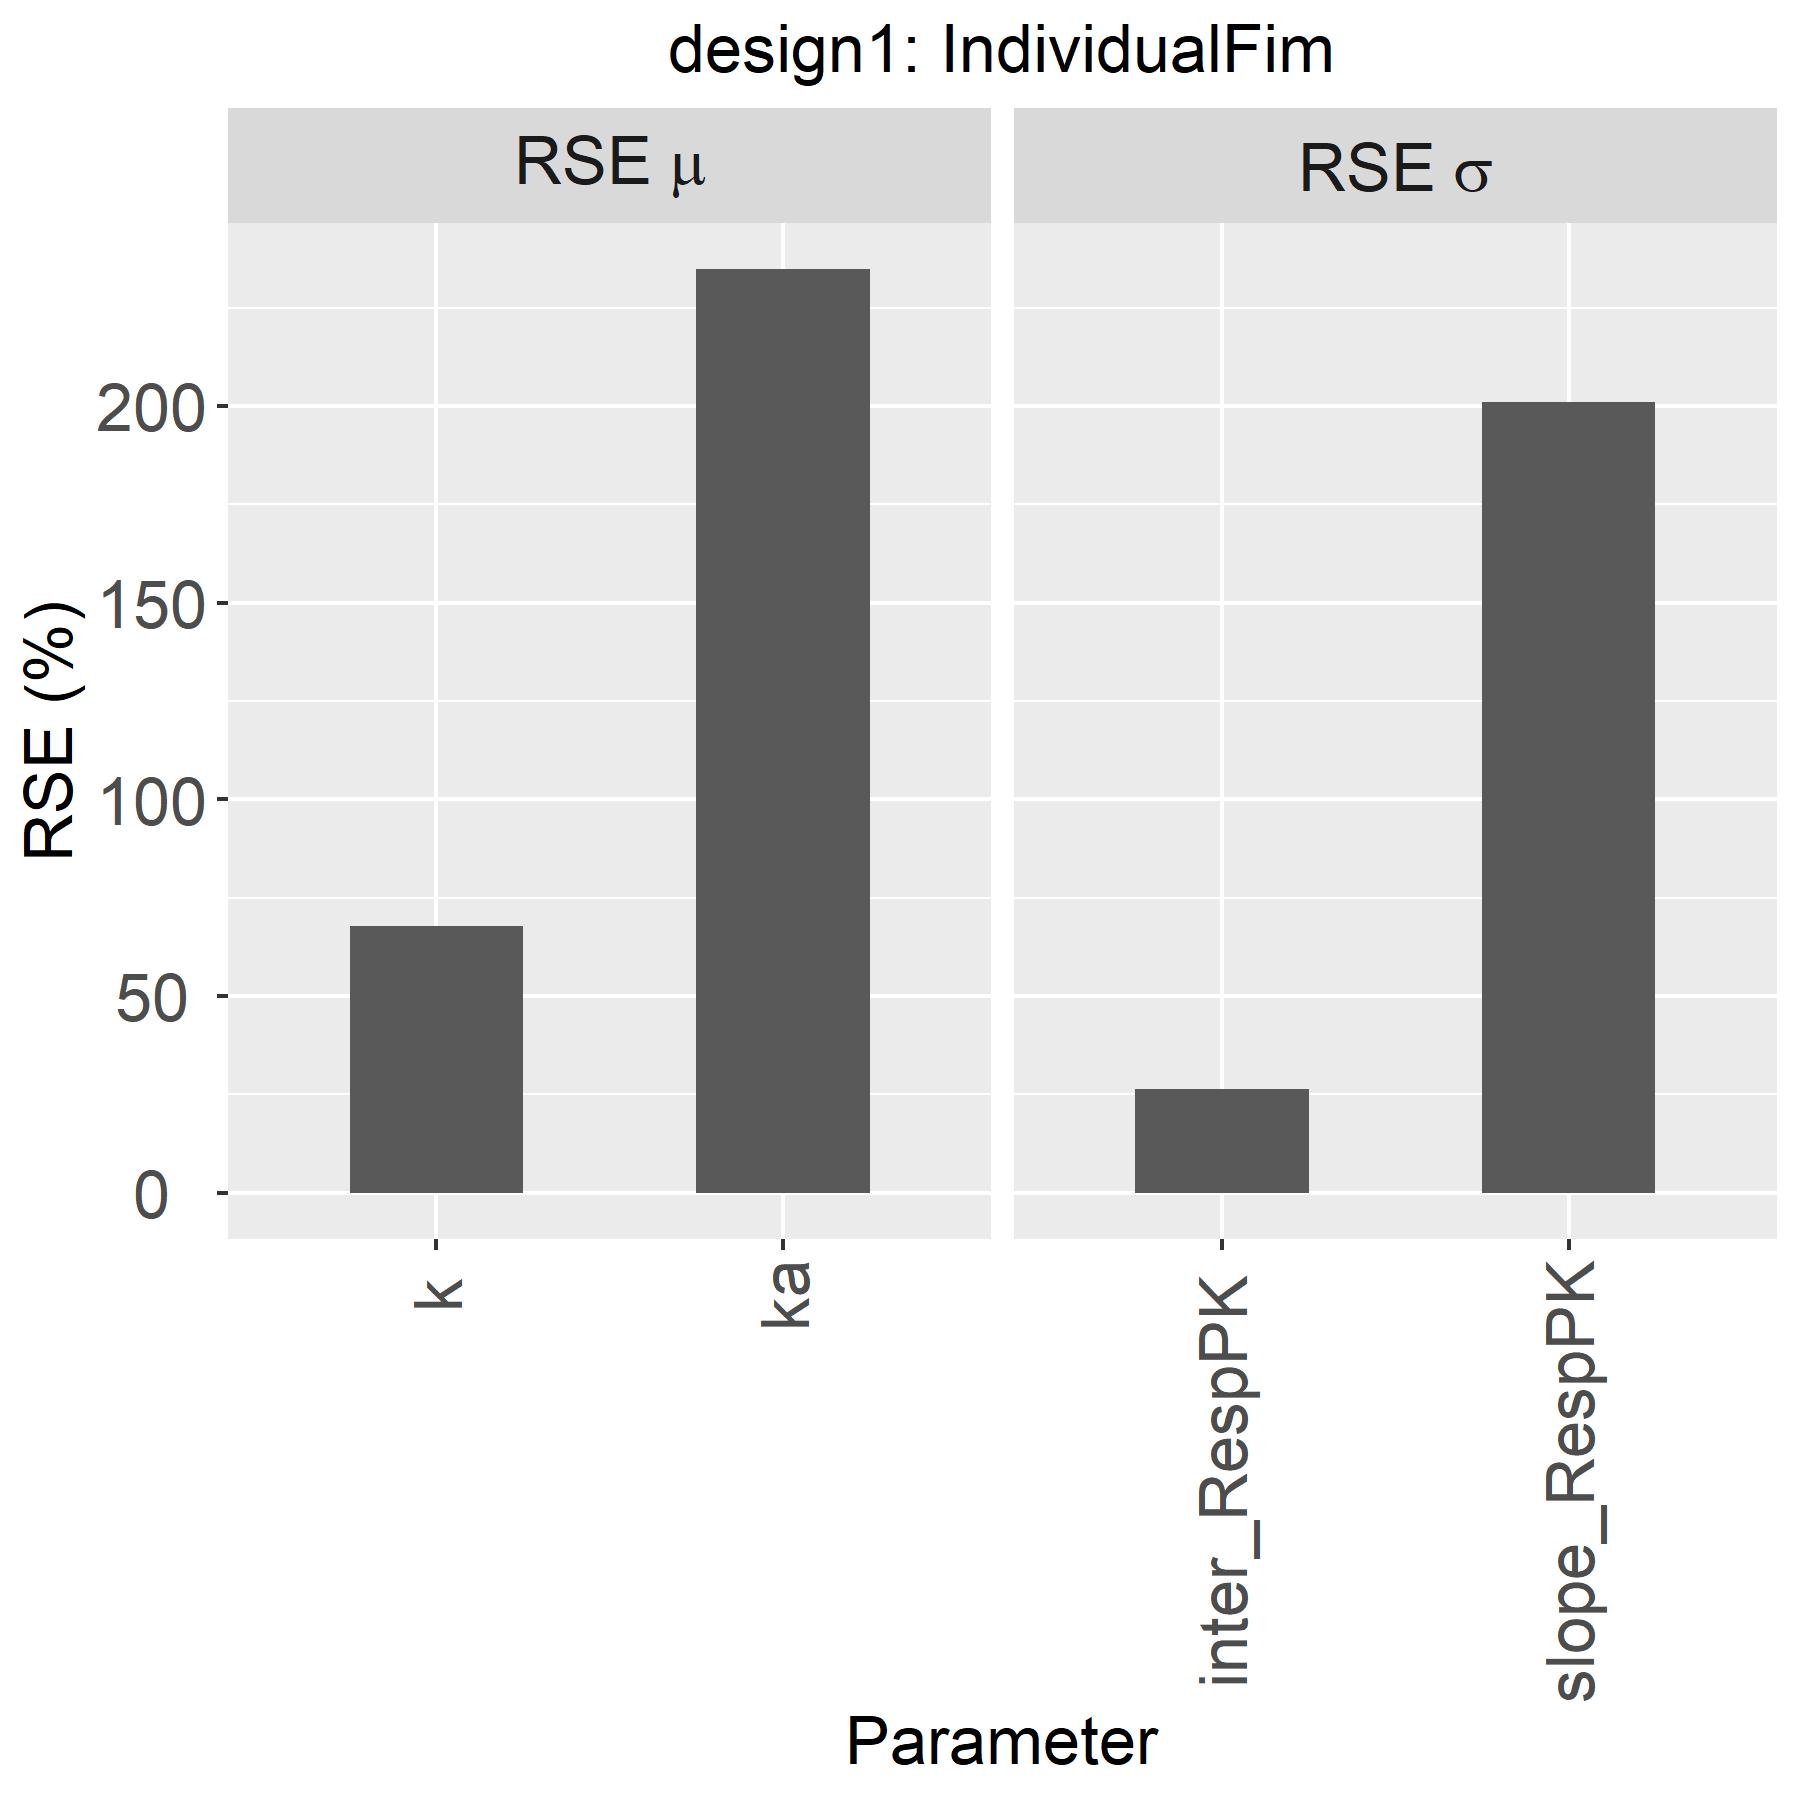 design1: IndividualFim
RSE μ
RSE σ
RSE (%)
200
150
100
50
0
k
ka
inter_RespPK
slope_RespPK
Parameter